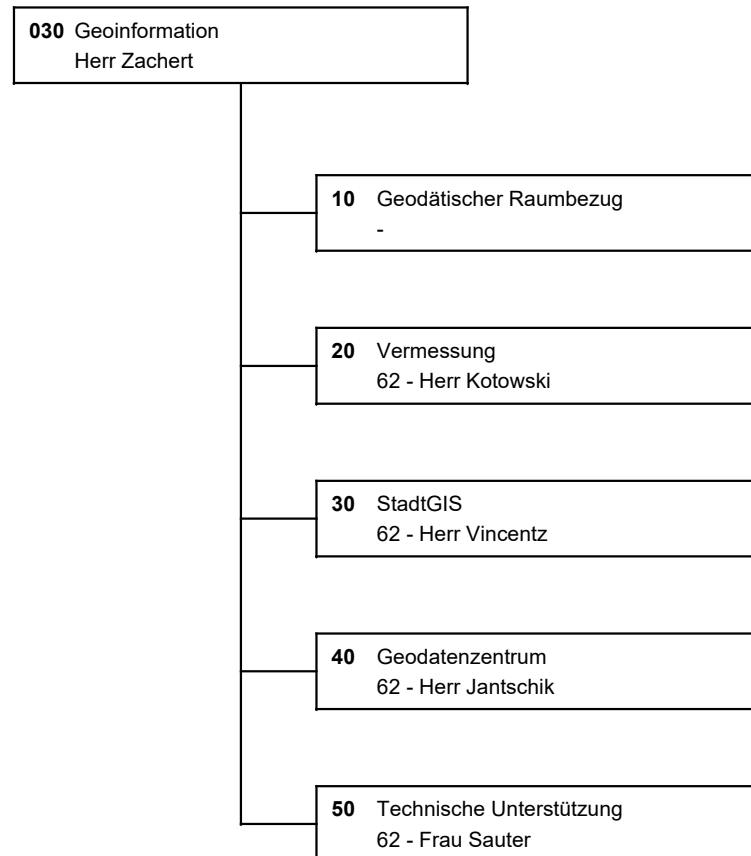 030 Geoinformation
Herr Zachert
10 Geodätischer Raumbezug
-
20 Vermessung
62 - Herr Kotowski
30 StadtGIS
62 - Herr Vincentz
40 Geodatenzentrum
62 - Herr Jantschik
50 Technische Unterstützung
62 - Frau Sauter